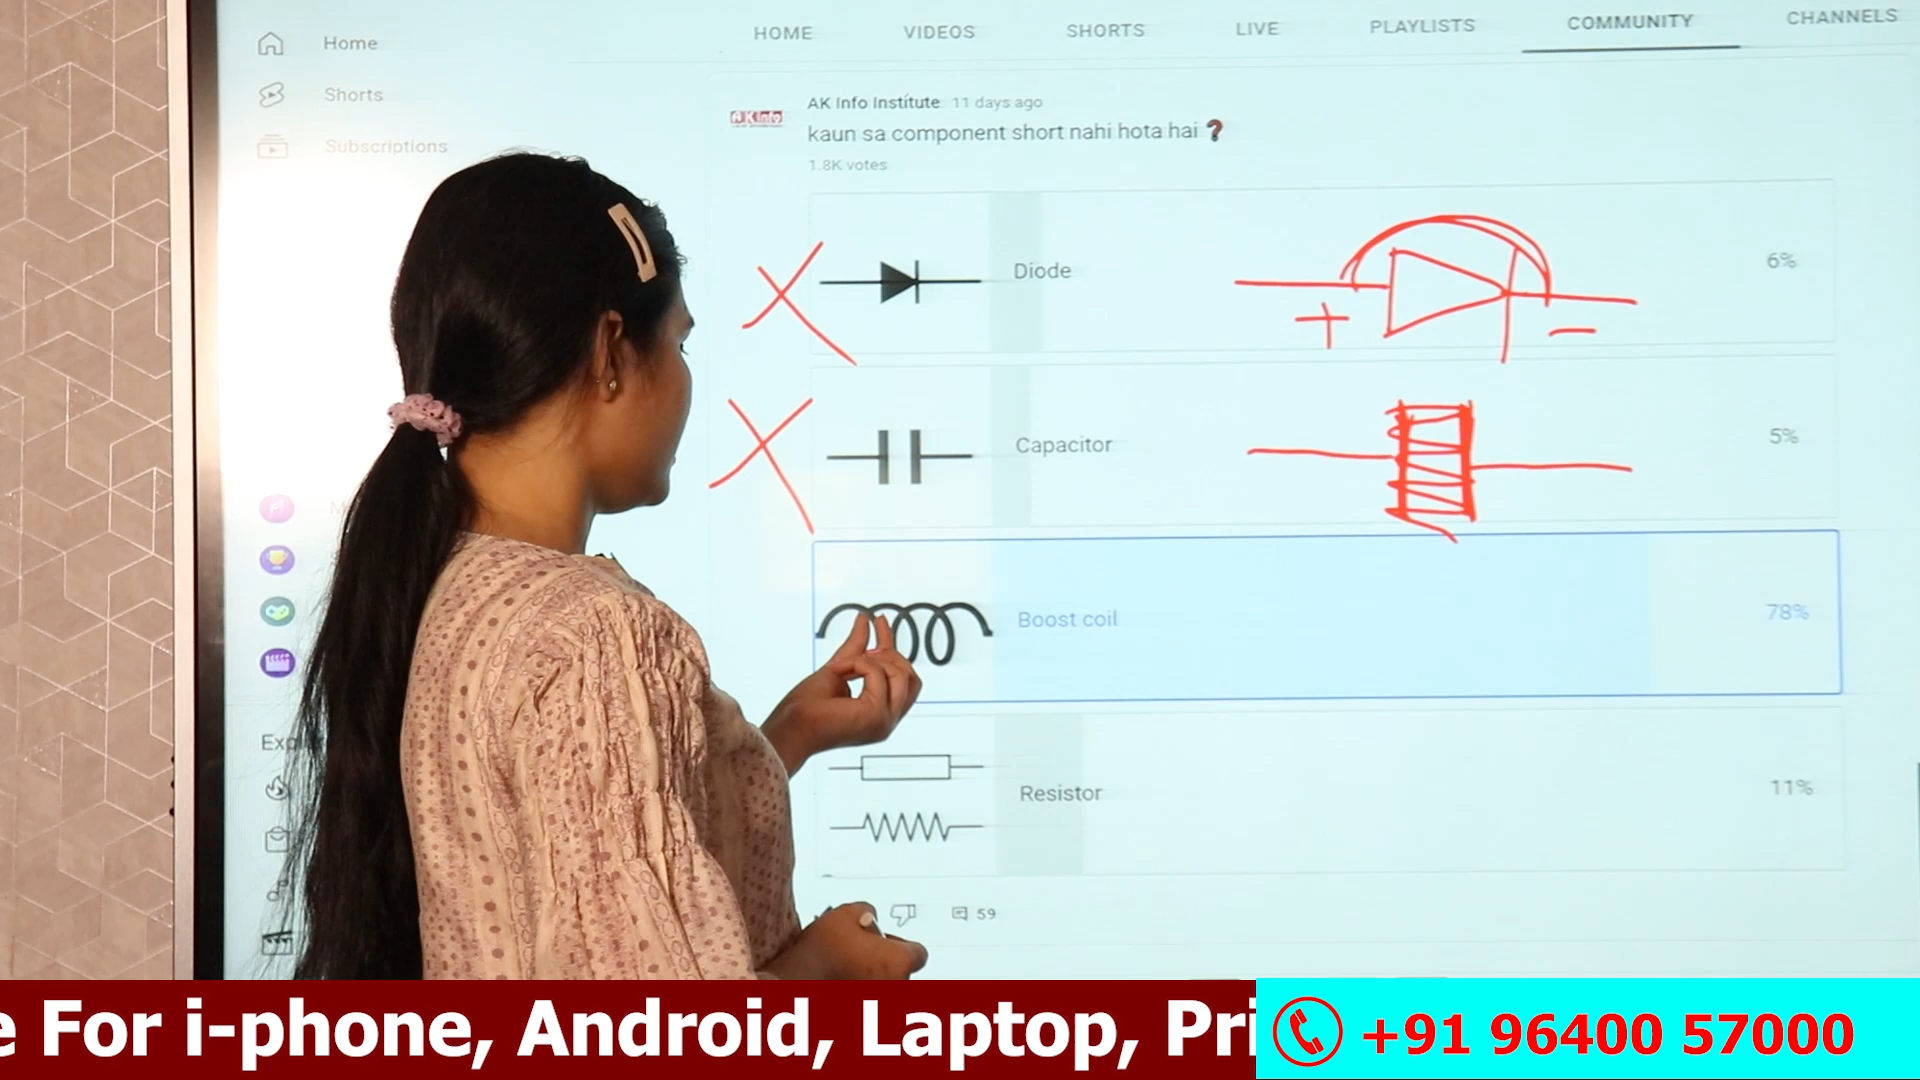 HOME VIDEOS SHORTS LIVE PLAYLISTS COMMUNITY CHANNELS
Home
Shorts
Subscriptions
AK Info
AK Info Institute 11 days ago
kaun sa component short nahi hota hai ?
1.8K votes
Diode 6%
+ −
Capacitor 5%
Boost coil 78%
Resistor 11%
59
For i-phone, Android, Laptop,
+91 96400 57000